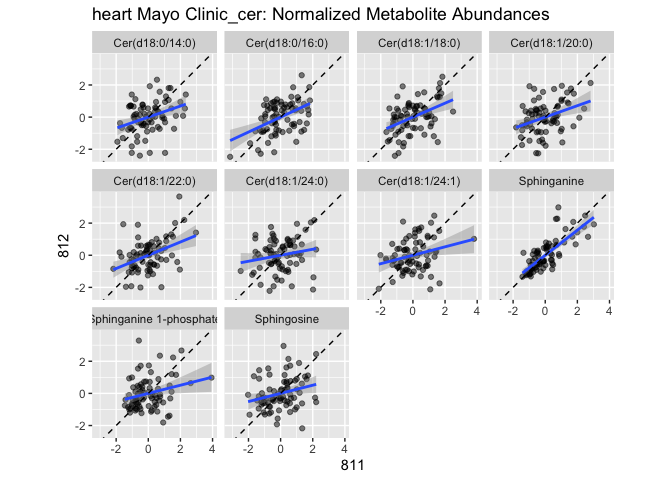 heart Mayo Clinic_cer: Normalized Metabolite Abundances
Cer(d18:0/14:0) Cer(d18:0/16:0) Cer(d18:1/18:0) Cer(d18:1/20:0)
2
0
-2
Cer(d18:1/22:0) Cer(d18:1/24:0) Cer(d18:1/24:1) Sphinganine
2
0
-2
-2 0 2 4 -2 0 2 4
Sphinganine 1-phosphate Sphingosine
2
0
-2
-2 0 2 4 -2 0 2 4
812
811